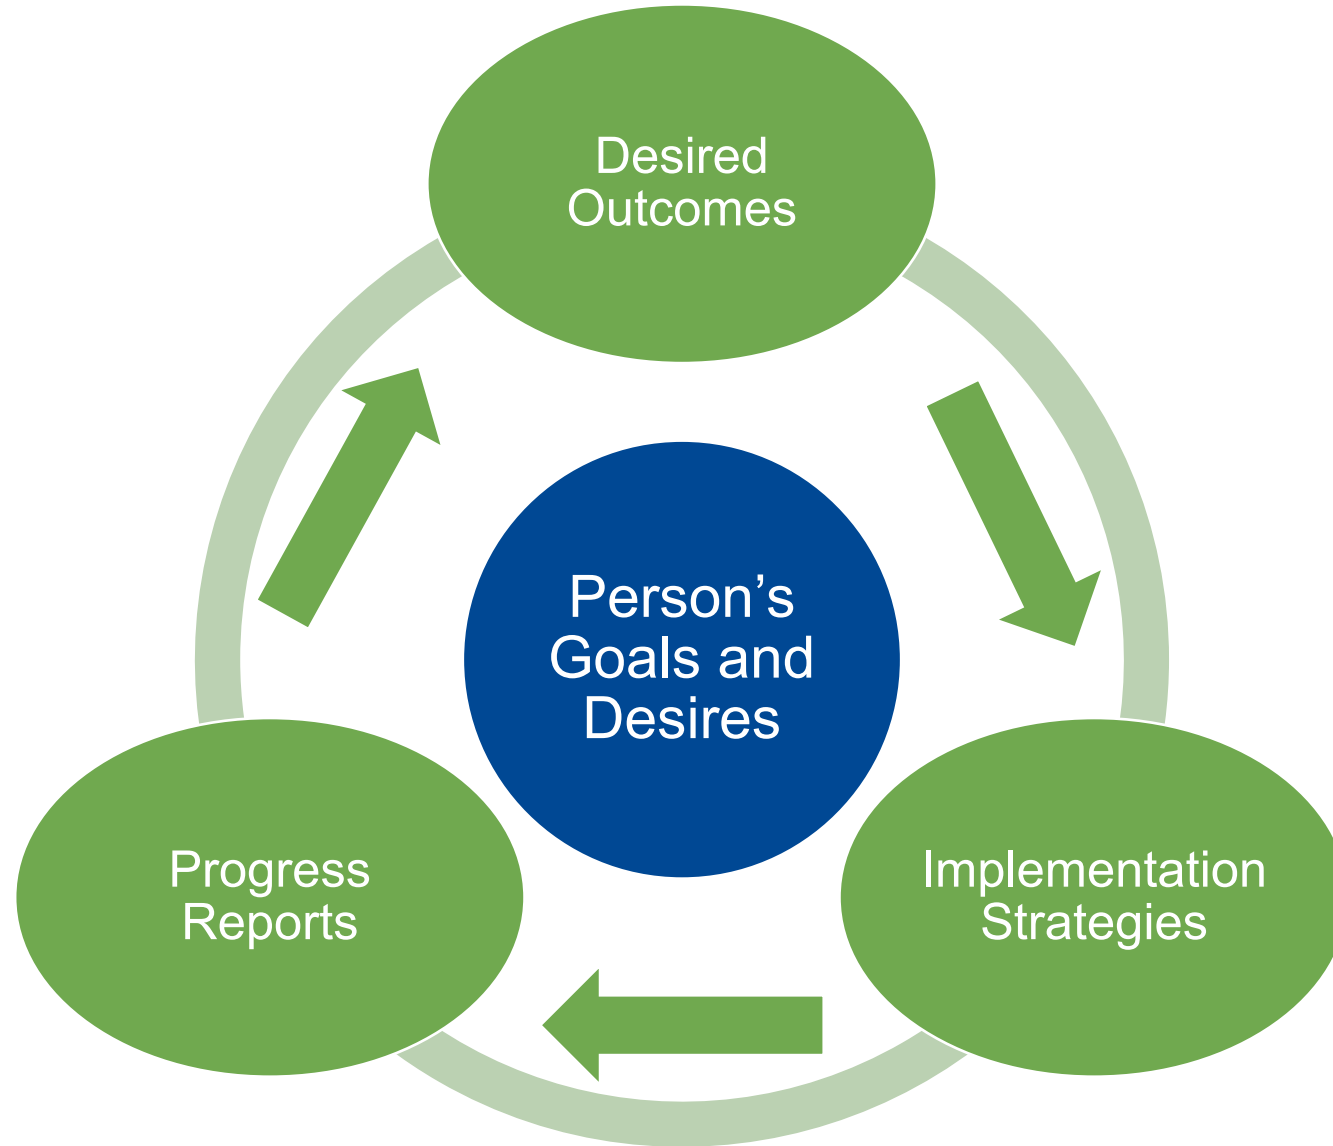 Desired
Outcomes
Person’s
Goals and
Desires
Progress
Reports
Implementation
Strategies